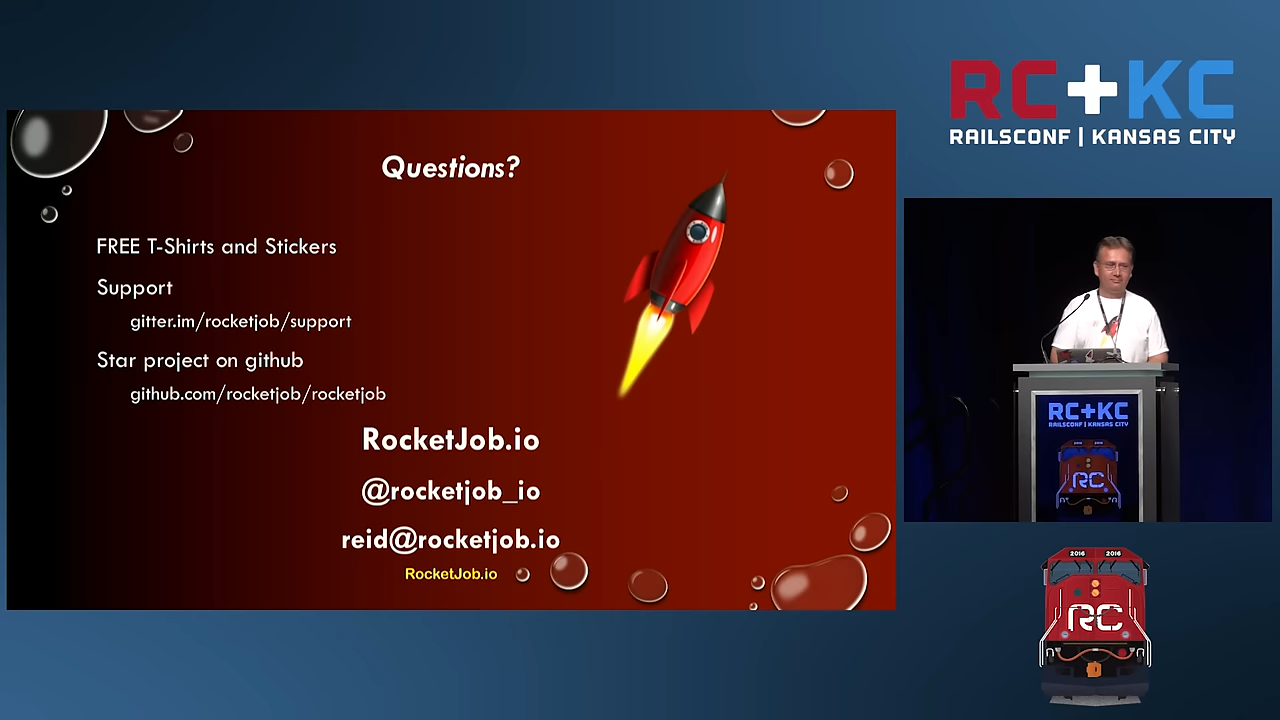 Questions?
FREE T-Shirts and Stickers
Support
gitter.im/rocketjob/support
Star project on github
github.com/rocketjob/rocketjob
RocketJob.io
@rocketjob_io
reid@rocketjob.io
RocketJob.io
RC+KC
RAILSCONF | KANSAS CITY
RC+KC
RAILSCONF | KANSAS CITY
RC
2016 2016
RC